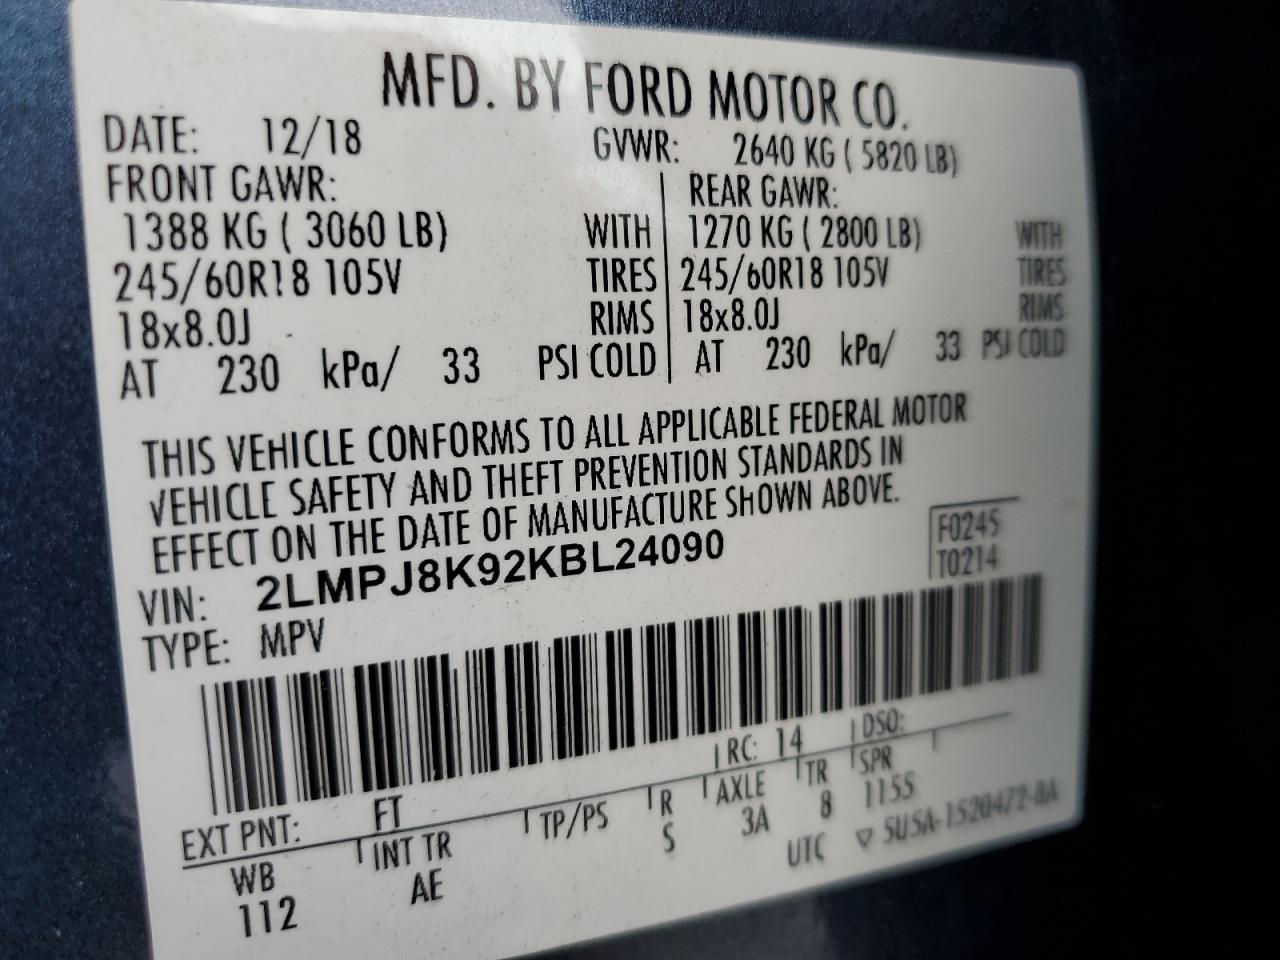 MFD. BY FORD MOTOR CO.
DATE: 12/18 GVWR: 2640 KG ( 5820 LB)
FRONT GAWR: REAR GAWR:
1388 KG ( 3060 LB) WITH 1270 KG ( 2800 LB) WITH
245/60R18 105V TIRES 245/60R18 105V TIRES
18x8.0J RIMS 18x8.0J RIMS
AT 230 kPa/ 33 PSI COLD AT 230 kPa/ 33 PSI COLD
THIS VEHICLE CONFORMS TO ALL APPLICABLE FEDERAL MOTOR
VEHICLE SAFETY AND THEFT PREVENTION STANDARDS IN
EFFECT ON THE DATE OF MANUFACTURE SHOWN ABOVE.
F0245
VIN: 2LMPJ8K92KBL24090 T0214
TYPE: MPV
EXT PNT: FT RC: 14 DSO:
WB INT TR TP/PS R AXLE TR SPR
112 AE S 3A 8 1155
UTC ▽ 5U5A-1520472-8A